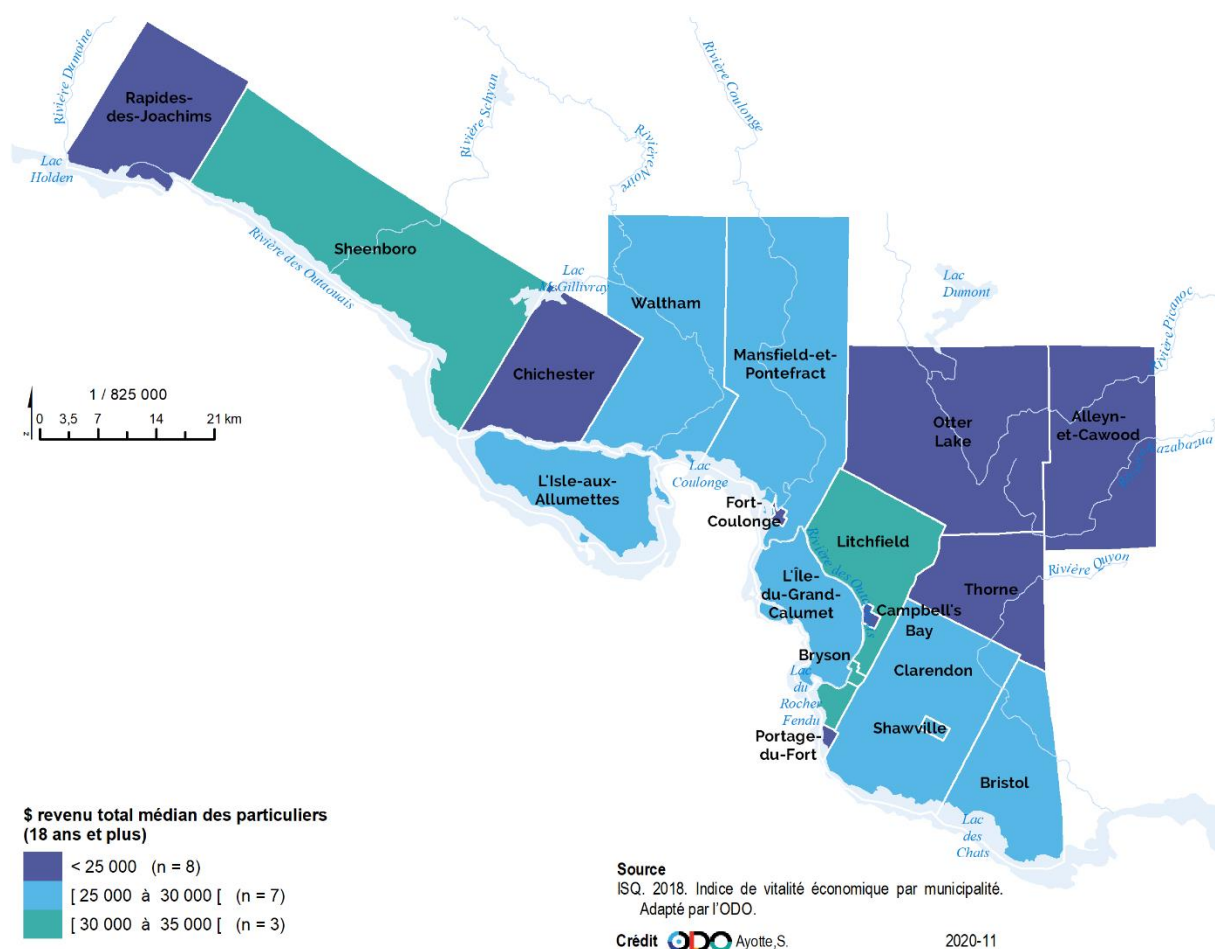 Rivière Dumoine
Rapides-
des-Joachims
Lac
Holden
Rivière Schyan
Rivière Coulonge
Rivière Noire
Sheenboro
Rivière des Outaouais
Lac
McGillivray
Lac
Dumont
Rivière Picanoc
Waltham
Mansfield-et-
Pontefract
Chichester
1 / 825 000
0 3,5 7 14 21 km
N
Otter
Lake
Alleyn-
et-Cawood
L'Isle-aux-
Allumettes
Lac
Coulonge
Fort-
Coulonge
Litchfield
Rivière Quyon
L'Île-
du-Grand-
Calumet
Thorne
Campbell's
Bay
Bryson
Clarendon
Lac
du
Rocher
Fendu
Shawville
Portage-
du-Fort
Bristol
Lac
des
Chats
$ revenu total médian des particuliers
(18 ans et plus)
< 25 000 (n = 8)
[ 25 000 à 30 000 [ (n = 7)
[ 30 000 à 35 000 [ (n = 3)
Source
ISQ. 2018. Indice de vitalité économique par municipalité.
Adapté par l'ODO.
Crédit ODO Ayotte,S. 2020-11